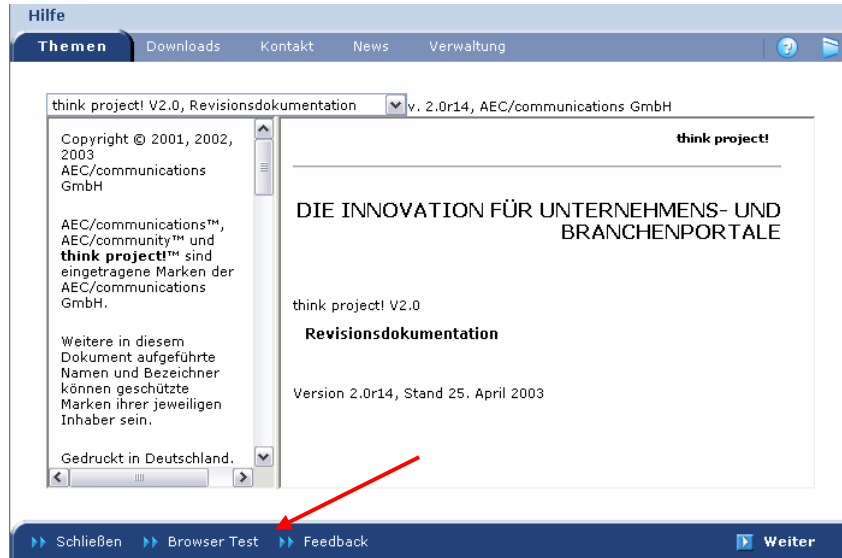 Hilfe
Themen Downloads Kontakt News Verwaltung
think project! V2.0, Revisionsdokumentation v. 2.0r14, AEC/communications GmbH
Copyright © 2001, 2002,
2003
AEC/communications
GmbH
AEC/communications™,
AEC/community™ und
think project!™ sind
eingetragene Marken der
AEC/communications
GmbH.
Weitere in diesem
Dokument aufgeführte
Namen und Bezeichner
können geschützte
Marken ihrer jeweiligen
Inhaber sein.
Gedruckt in Deutschland.
think project!
DIE INNOVATION FÜR UNTERNEHMENS- UND
BRANCHENPORTALE
think project! V2.0
Revisionsdokumentation
Version 2.0r14, Stand 25. April 2003
Schließen Browser Test Feedback Weiter